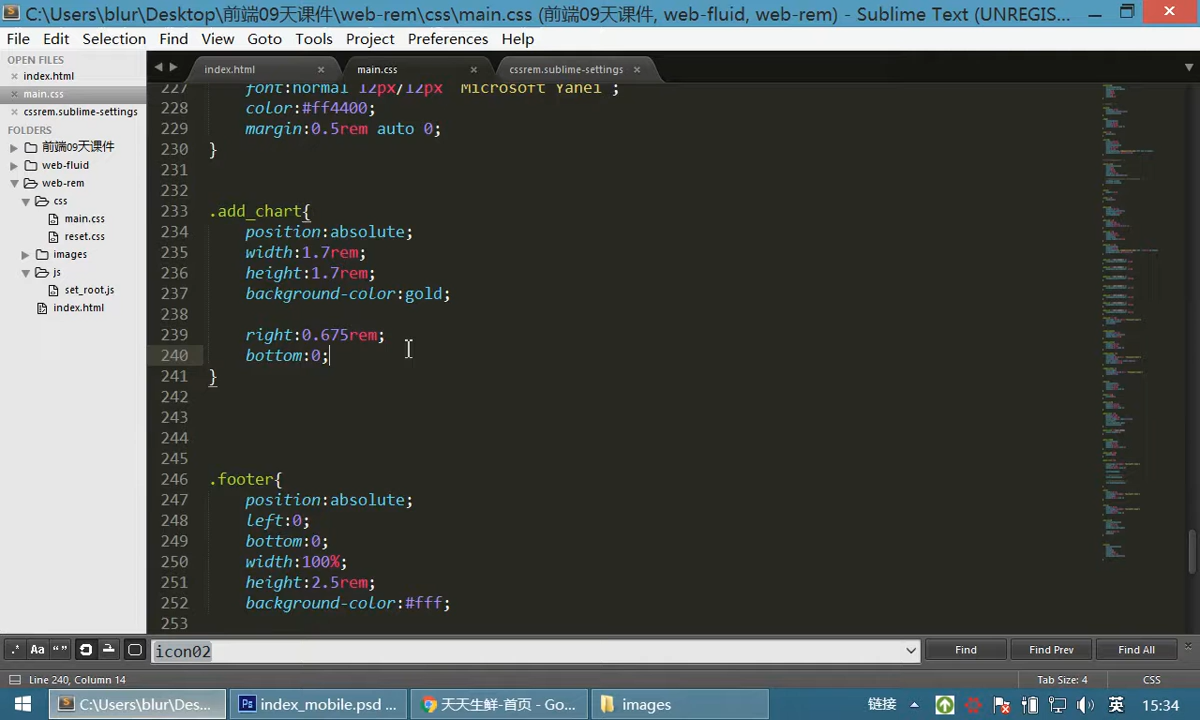 C:\Users\blur\Desktop\前端09天课件\web-rem\css\main.css (前端09天课件, web-fluid, web-rem) - Sublime Text (UNREGIS...
File Edit Selection Find View Goto Tools Project Preferences Help
OPEN FILES
index.html
main.css
cssrem.sublime-settings
FOLDERS
前端09天课件
web-fluid
web-rem
css
main.css
reset.css
images
js
set_root.js
index.html
index.html main.css cssrem.sublime-settings
227 font:normal 12px/12px "Microsoft Yahei";
228 color:#ff4400;
229 margin:0.5rem auto 0;
230 }
231
232
233 .add_chart{
234 position:absolute;
235 width:1.7rem;
236 height:1.7rem;
237 background-color:gold;
238
239 right:0.675rem;
240 bottom:0;
241 }
242
243
244
245
246 .footer{
247 position:absolute;
248 left:0;
249 bottom:0;
250 width:100%;
251 height:2.5rem;
252 background-color:#fff;
253
.* Aa “ ” icon02 Find Find Prev Find All
Line 240, Column 14 Tab Size: 4 CSS
C:\Users\blur\Des... index_mobile.psd ... 天天生鲜-首页 - Go... images 链接 英 15:34